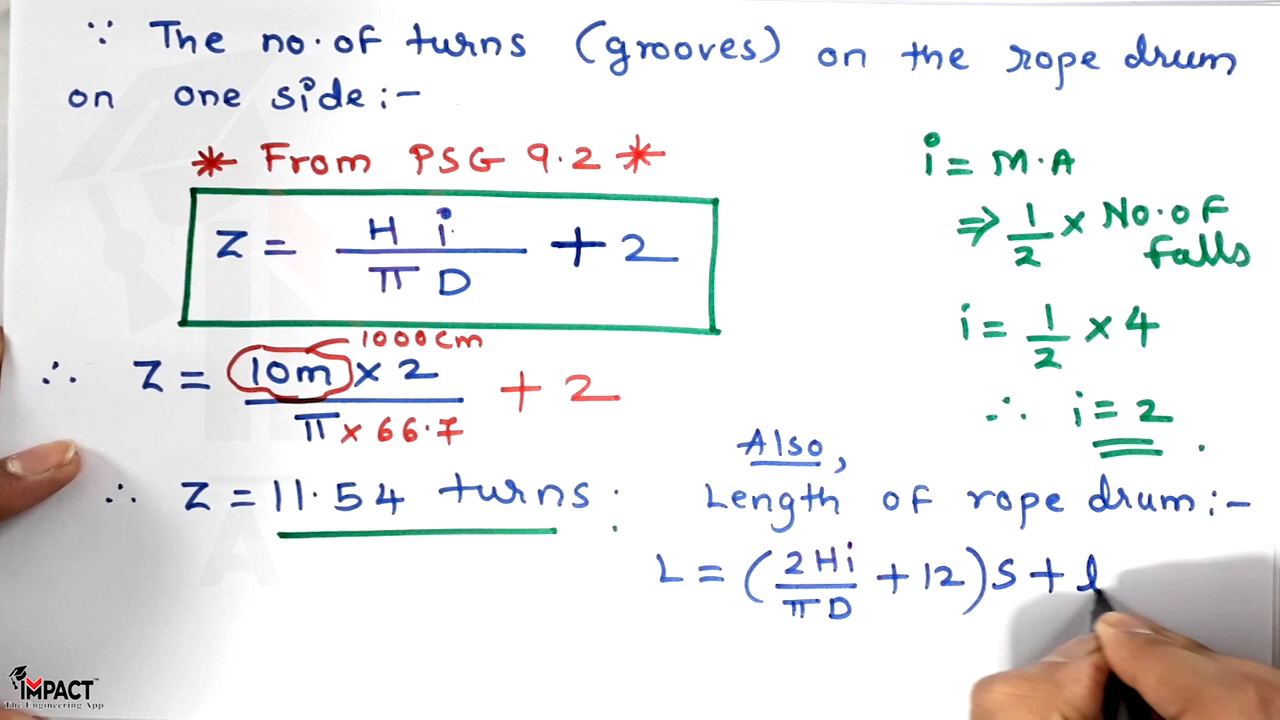 ∵ The no. of turns (grooves) on the rope drum
on one side:-
* From PSG 9.2 *
Z = H i / π D + 2
i = M.A
⇒ 1/2 × No. of Falls
i = 1/2 × 4
∴ i = 2.
1000cm
∴ Z = 10m × 2 / π × 66.7 + 2
∴ Z = 11.54 turns.
Also,
Length of rope drum:-
L = (2Hi / πD + 12) S + l
IMPACT
The Engineering App